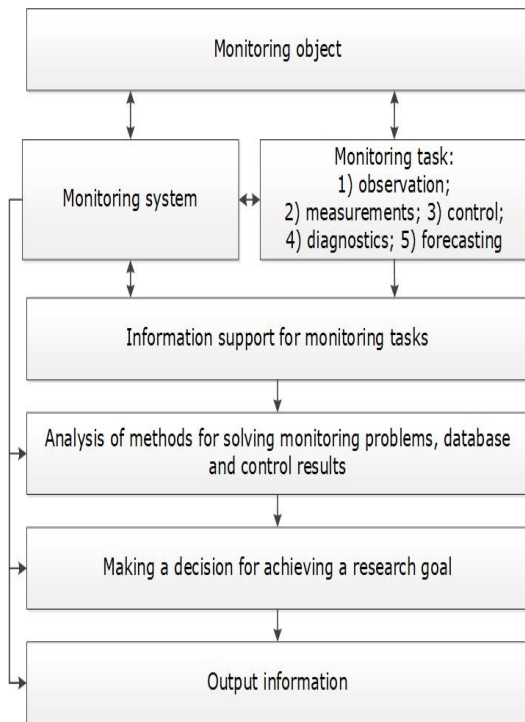 Monitoring object
Monitoring system
Monitoring task:
1) observation;
2) measurements; 3) control;
4) diagnostics; 5) forecasting
Information support for monitoring tasks
Analysis of methods for solving monitoring problems, database
and control results
Making a decision for achieving a research goal
Output information